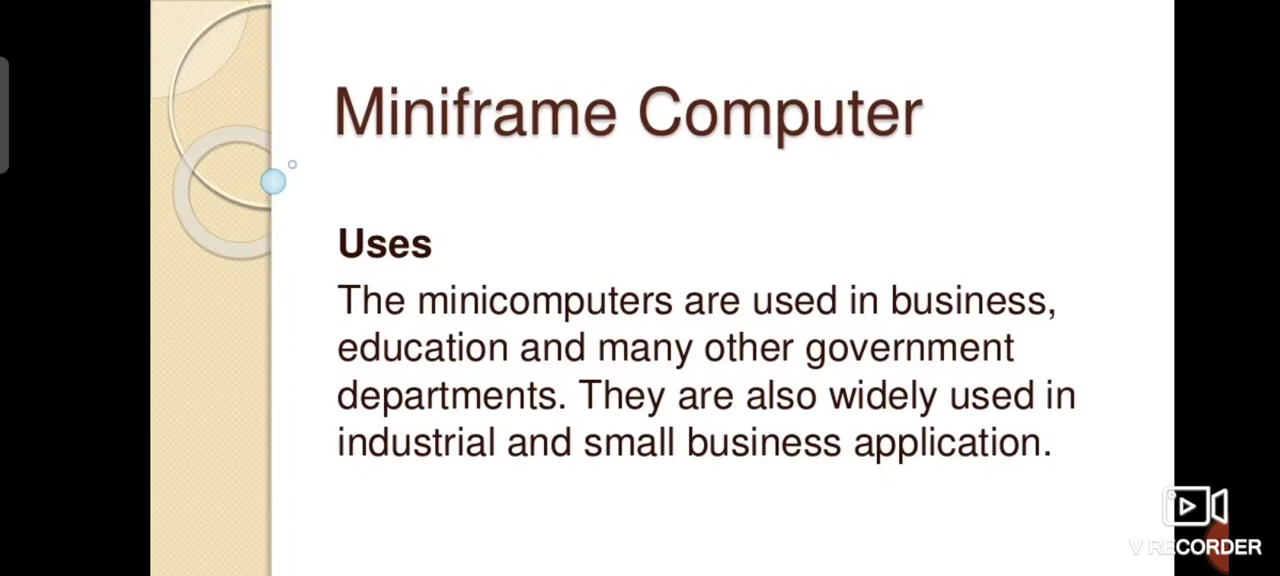 Miniframe Computer
Uses
The minicomputers are used in business,
education and many other government
departments. They are also widely used in
industrial and small business application.
V RECORDER